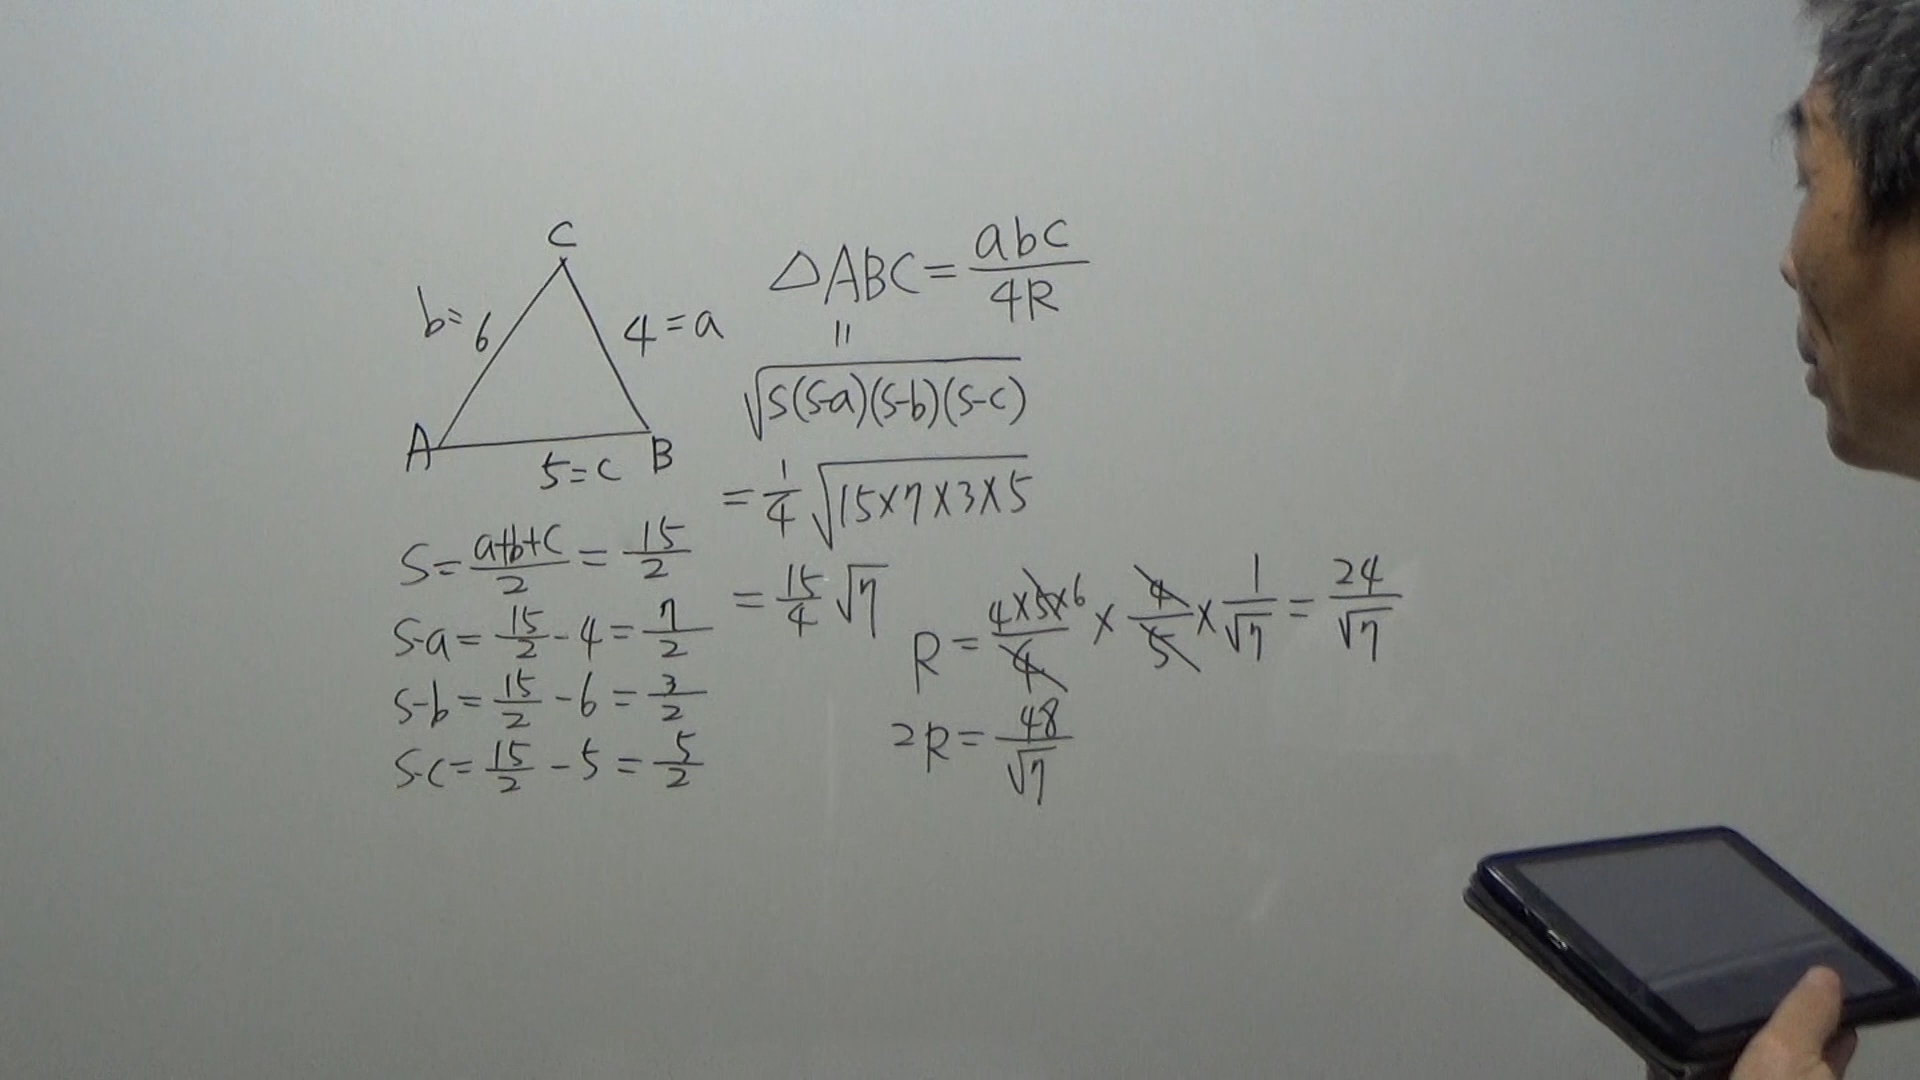 C
b=6
4=a
A
B
5=c
△ABC=abc/4R
=
√S(S-a)(S-b)(S-c)
=1/4 √15×7×3×5
=15/4 √7
S=a+b+c/2=15/2
S-a=15/2-4=7/2
S-b=15/2-6=3/2
S-c=15/2-5=5/2
R=4×5×6/4×4/5×1/√7=24/√7
2R=48/√7